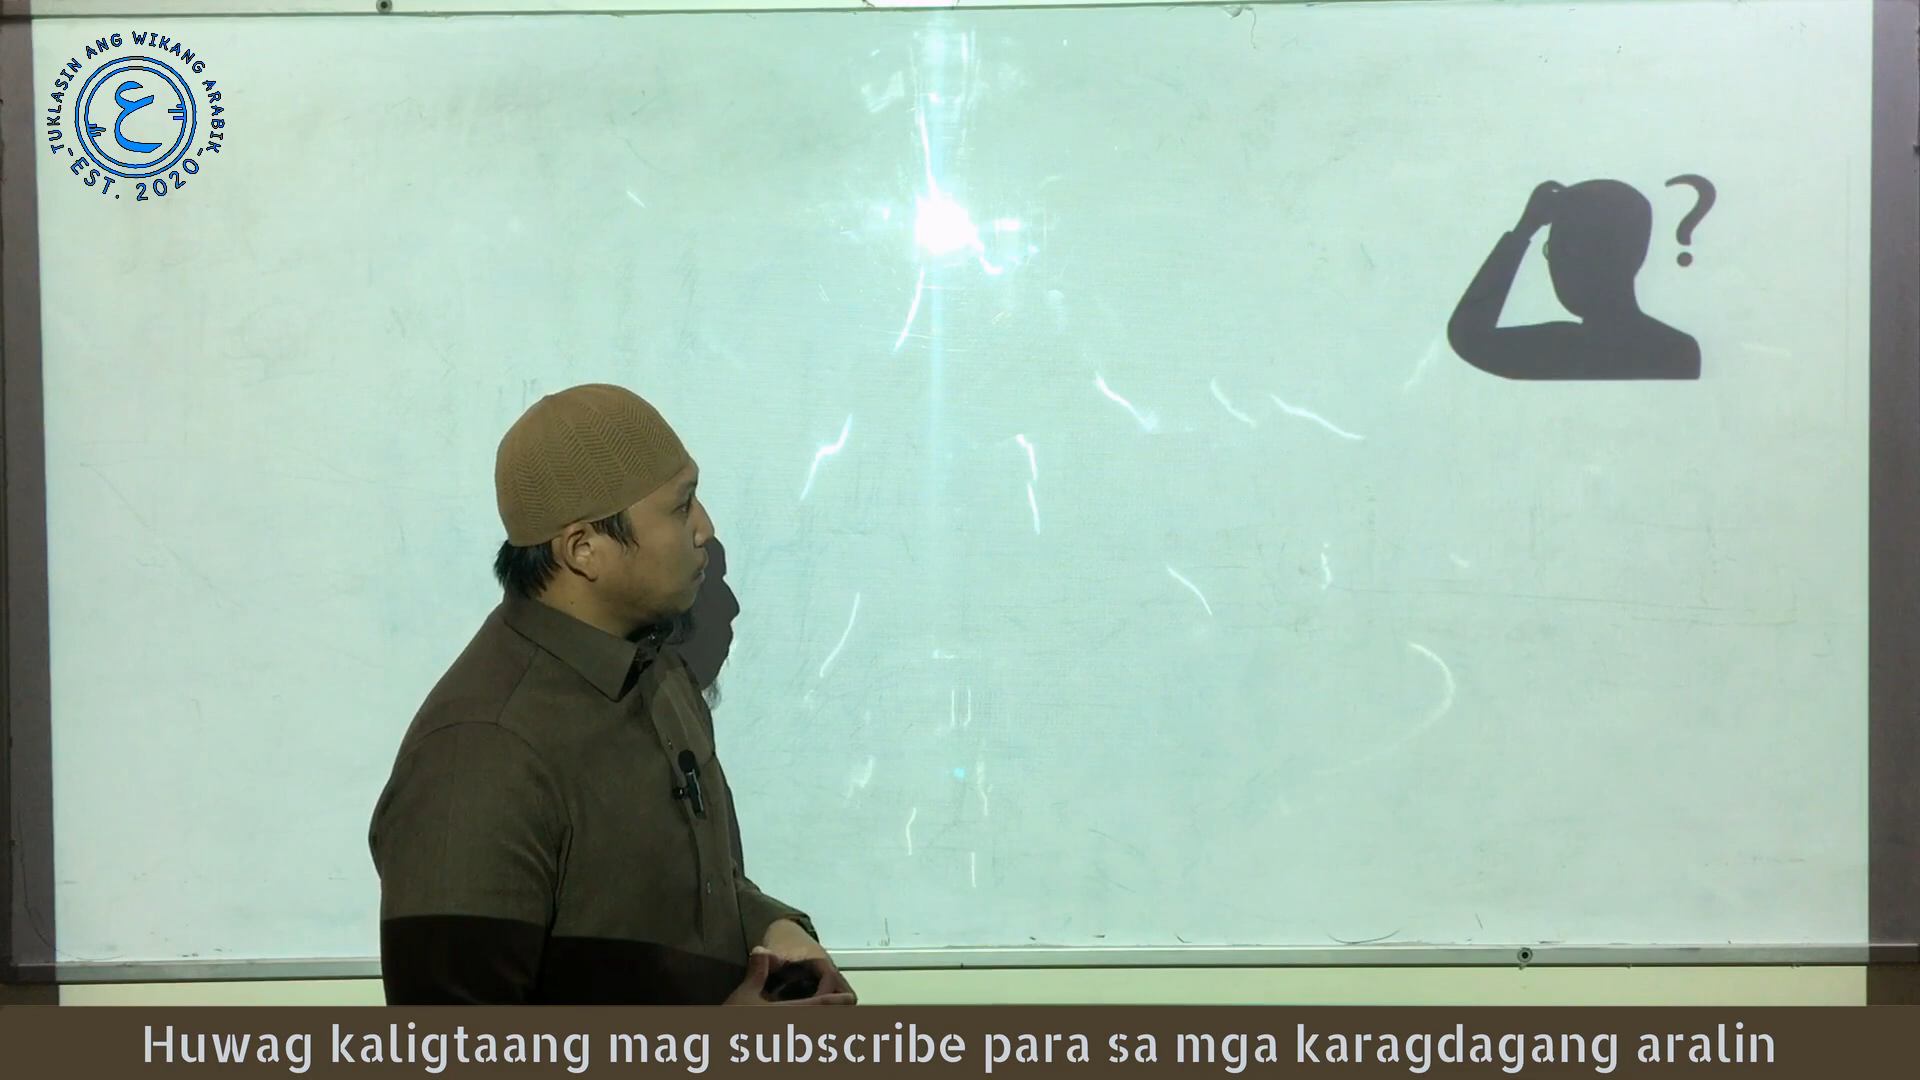 TUKLASIN ANG WIKANG ARABIK
ع
-EST. 2020-
?
Huwag kaligtaang mag subscribe para sa mga karagdagang aralin